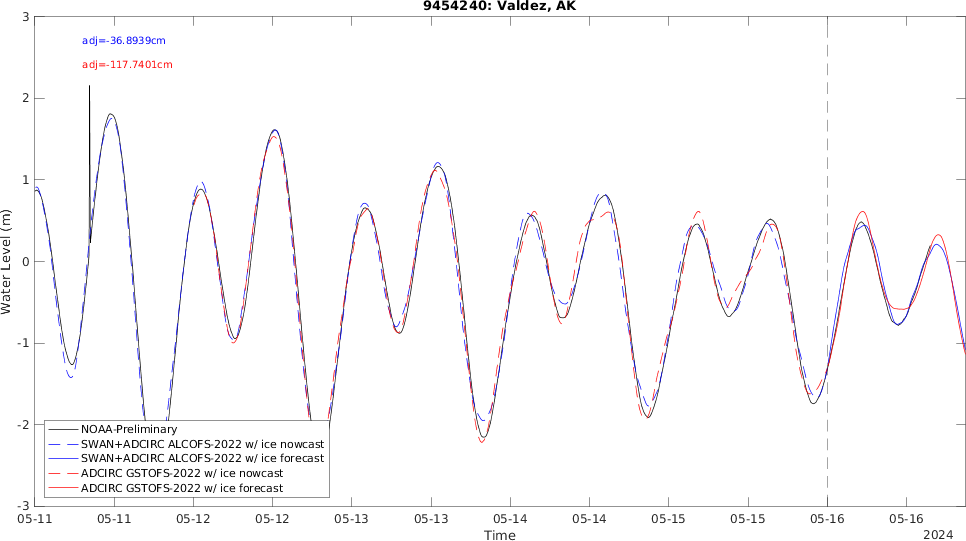 9454240: Valdez, AK
adj=-36.8939cm
adj=-117.7401cm
3
2
1
0
-1
-2
-3
Water Level (m)
NOAA-Preliminary
SWAN+ADCIRC ALCOFS-2022 w/ ice nowcast
SWAN+ADCIRC ALCOFS-2022 w/ ice forecast
ADCIRC GSTOFS-2022 w/ ice nowcast
ADCIRC GSTOFS-2022 w/ ice forecast
05-11 05-11 05-12 05-12 05-13 05-13 05-14 05-14 05-15 05-15 05-16 05-16
Time
2024